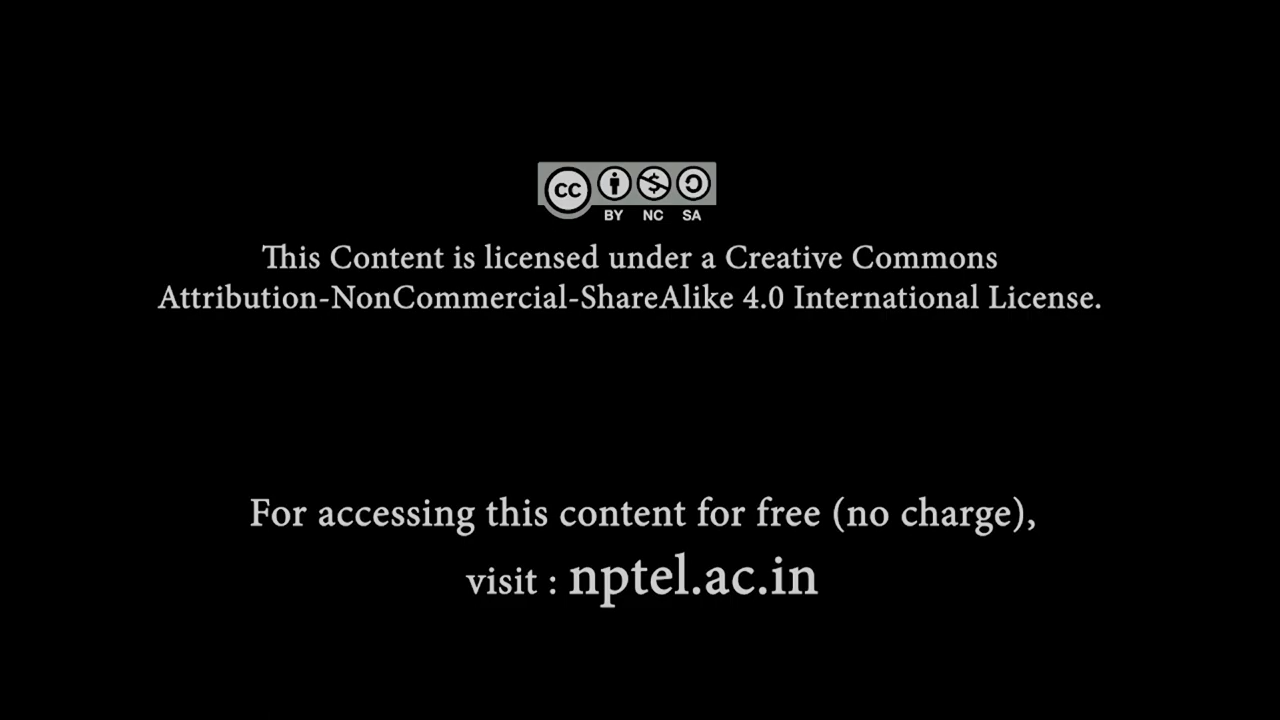 cc
BY NC SA
This Content is licensed under a Creative Commons
Attribution-NonCommercial-ShareAlike 4.0 International License.
For accessing this content for free (no charge),
visit : nptel.ac.in